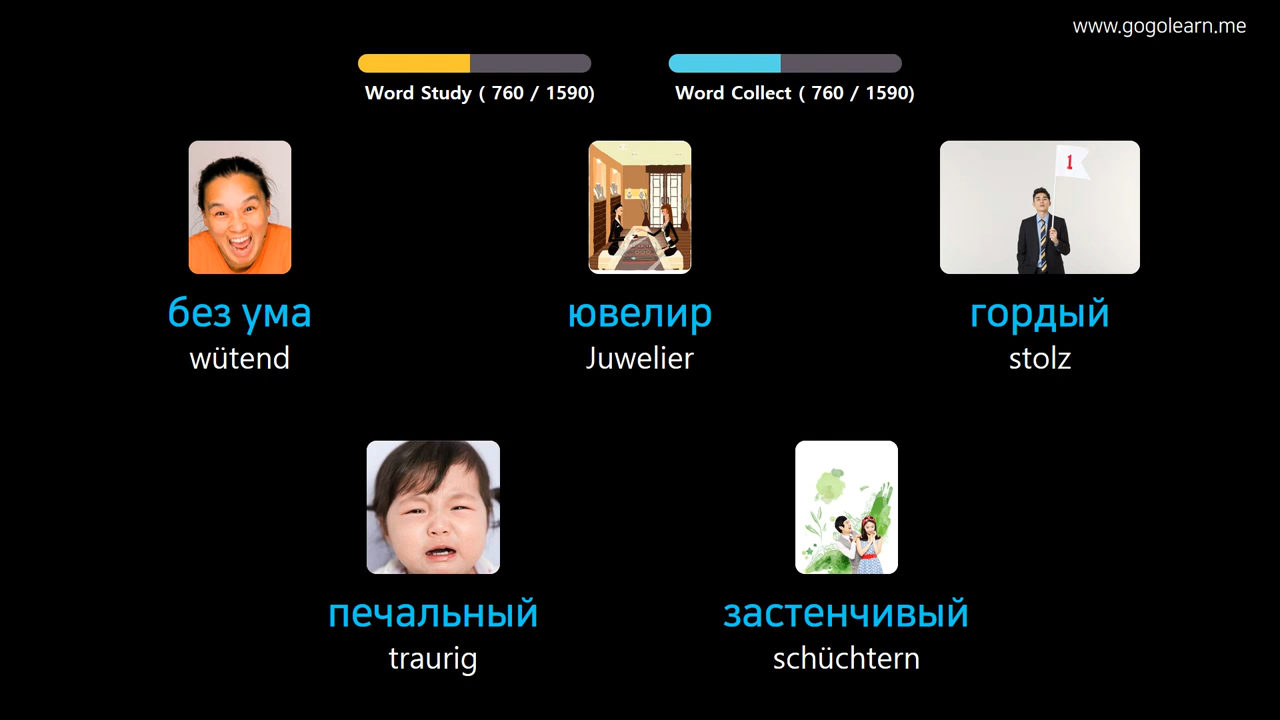 www.gogolearn.me
Word Study ( 760 / 1590)
Word Collect ( 760 / 1590)
1
без ума
wütend
ювелир
Juwelier
гордый
stolz
печальный
traurig
застенчивый
schüchtern